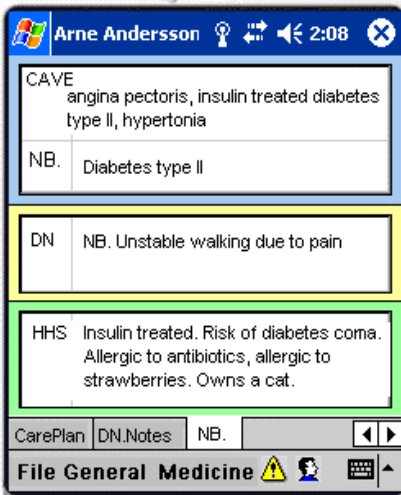 Arne Andersson 2:08
CAVE
angina pectoris, insulin treated diabetes
type II, hypertonia
NB. Diabetes type II
DN NB. Unstable walking due to pain
HHS Insulin treated. Risk of diabetes coma.
Allergic to antibiotics, allergic to
strawberries. Owns a cat.
CarePlan DN.Notes NB.
File General Medicine